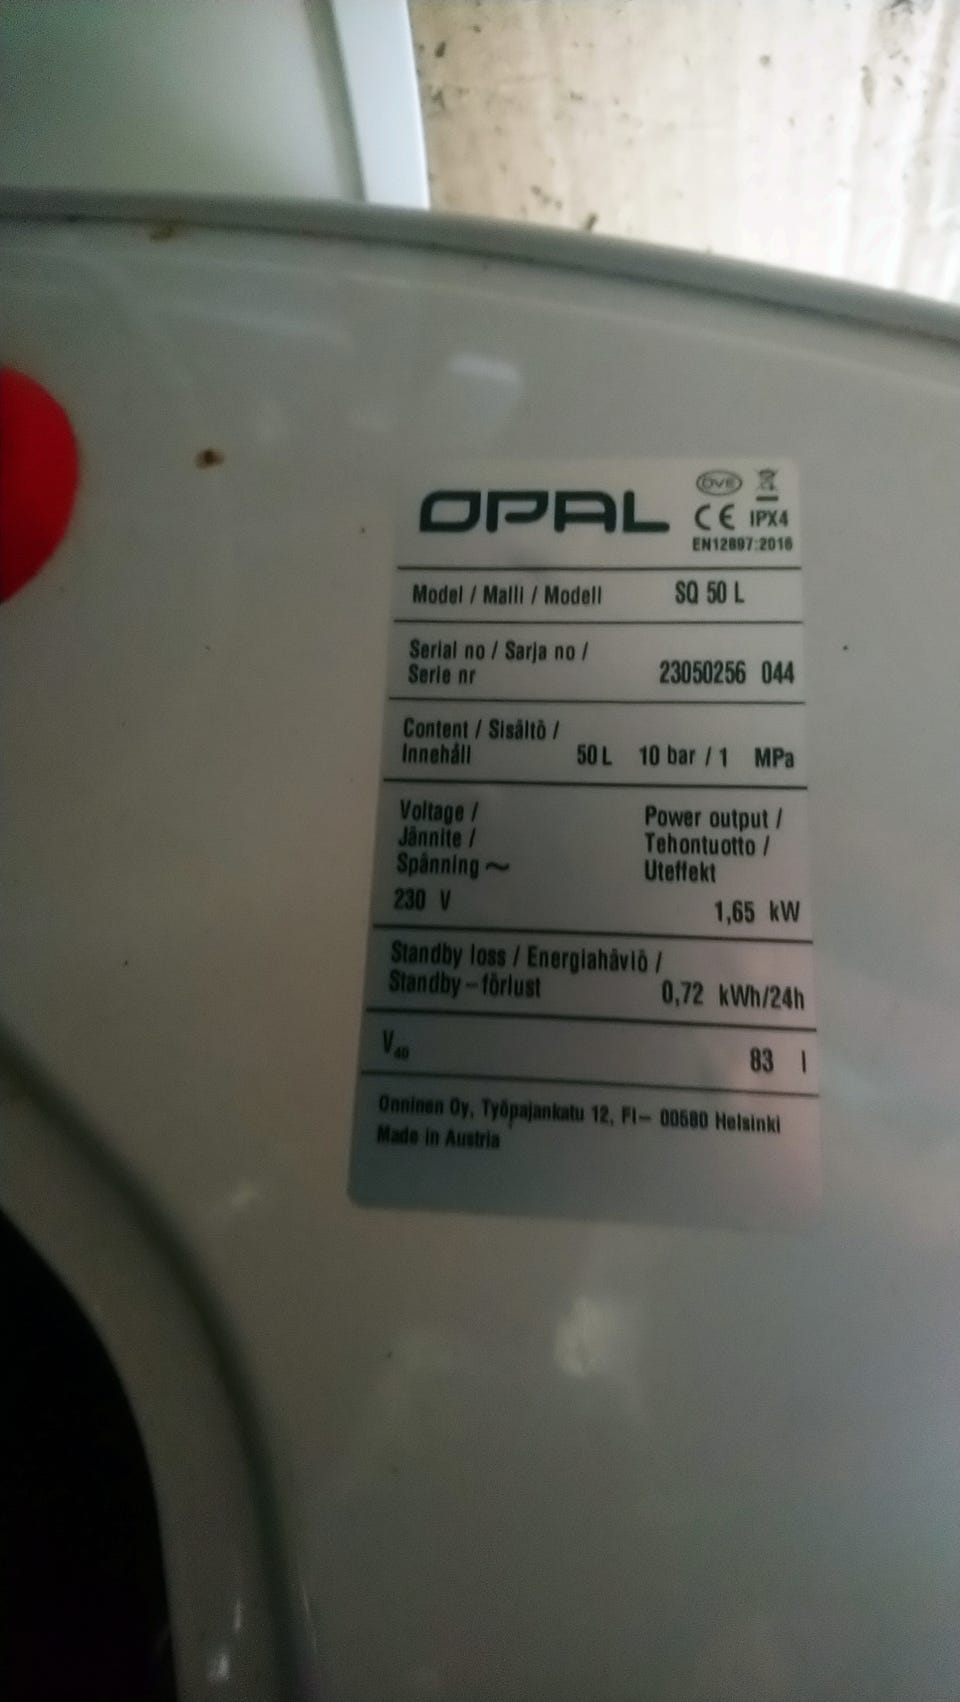 OPAL
OVE
CE IPX4
EN12897:2016
Model / Malli / Modell SQ 50 L
Serial no / Sarja no /
Serie nr 23050256 044
Content / Sisältö /
Innehåll 50 L 10 bar / 1 MPa
Voltage /
Jännite /
Spänning ~
230 V
Power output /
Tehontuotto /
Uteffekt
1,65 kW
Standby loss / Energiahäviö /
Standby-förlust 0,72 kWh/24h
V40 83 l
Onninen Oy, Työpajankatu 12, FI- 00580 Helsinki
Made in Austria